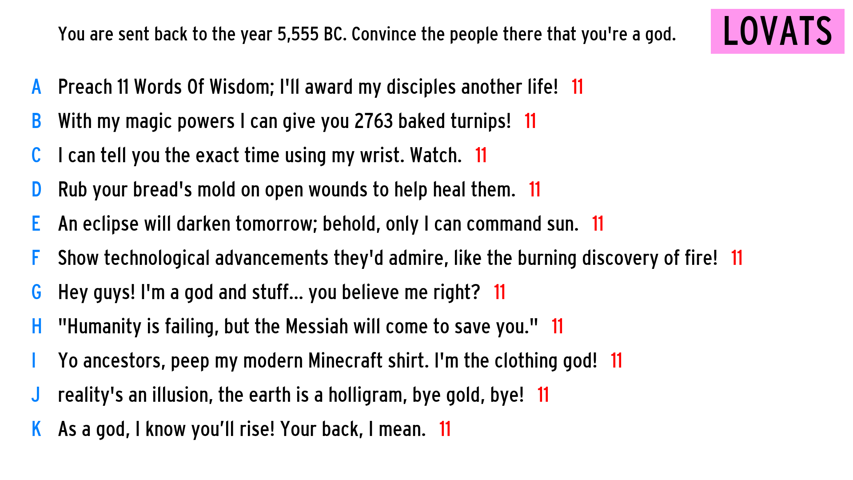 You are sent back to the year 5,555 BC. Convince the people there that you're a god.
LOVATS
A Preach 11 Words Of Wisdom; I'll award my disciples another life! 11
B With my magic powers I can give you 2763 baked turnips! 11
C I can tell you the exact time using my wrist. Watch. 11
D Rub your bread's mold on open wounds to help heal them. 11
E An eclipse will darken tomorrow; behold, only I can command sun. 11
F Show technological advancements they'd admire, like the burning discovery of fire! 11
G Hey guys! I'm a god and stuff... you believe me right? 11
H "Humanity is failing, but the Messiah will come to save you." 11
I Yo ancestors, peep my modern Minecraft shirt. I'm the clothing god! 11
J reality's an illusion, the earth is a holligram, bye gold, bye! 11
K As a god, I know you’ll rise! Your back, I mean. 11